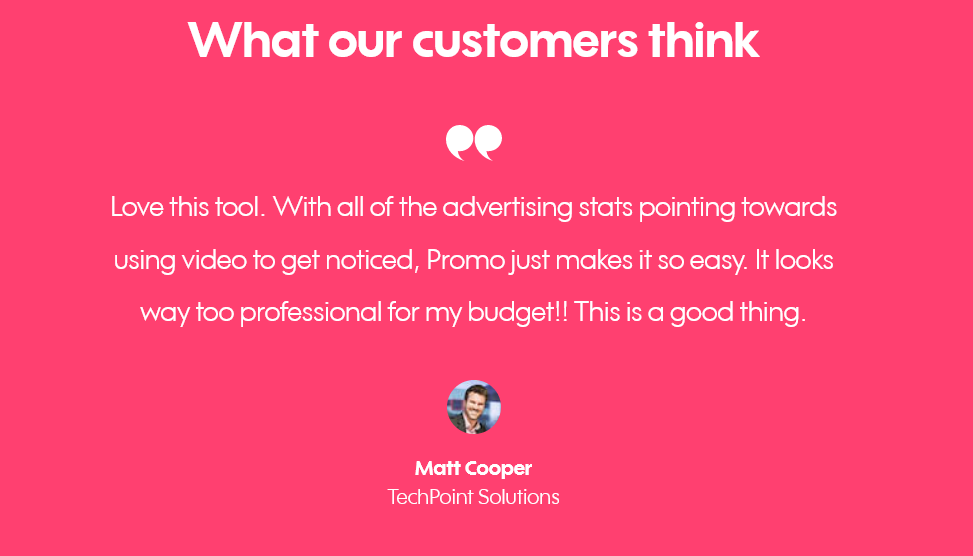 What our customers think
”
Love this tool. With all of the advertising stats pointing towards
using video to get noticed, Promo just makes it so easy. It looks
way too professional for my budget!! This is a good thing.
Matt Cooper
TechPoint Solutions